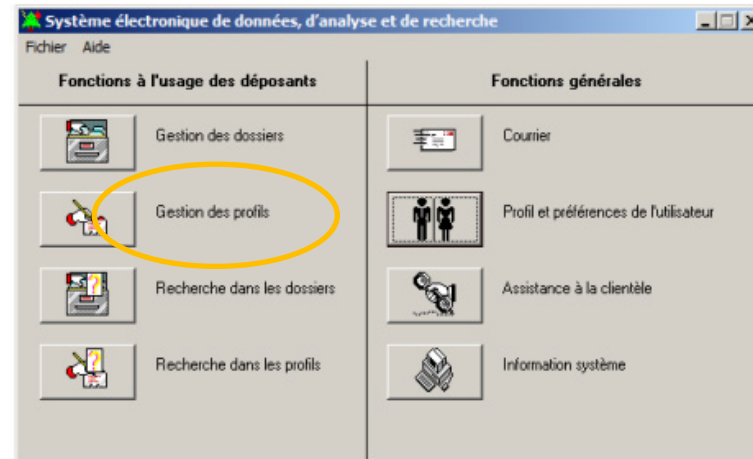 Système électronique de données, d'analyse et de recherche
Fichier Aide
Fonctions à l'usage des déposants
Gestion des dossiers
Gestion des profils
Recherche dans les dossiers
Recherche dans les profils
Fonctions générales
Courrier
Profil et préférences de l'utilisateur
Assistance à la clientèle
Information système